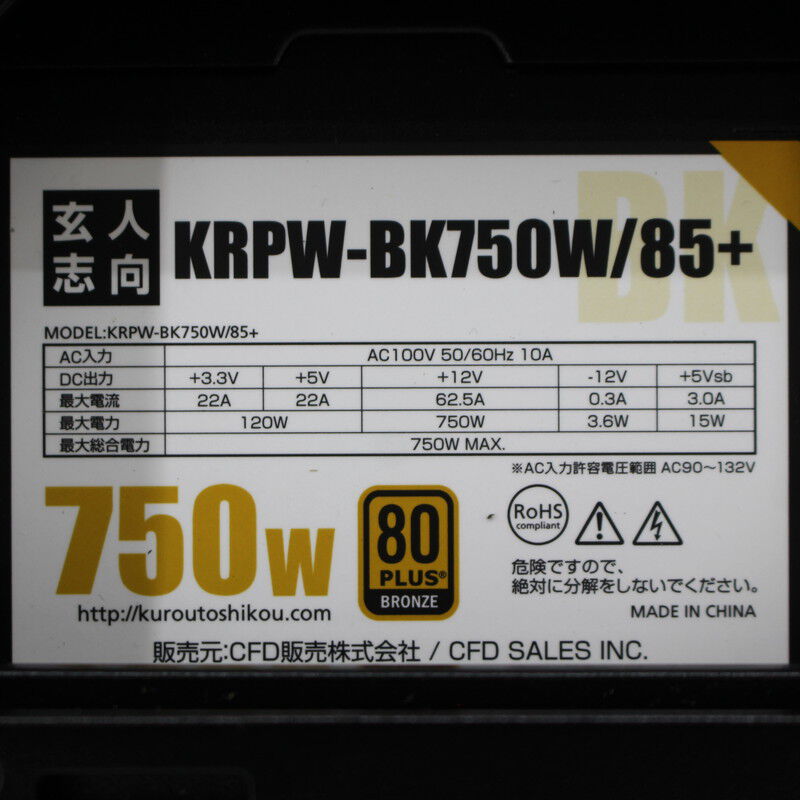 玄人
志向
KRPW-BK750W/85+
BK
MODEL:KRPW-BK750W/85+
AC入力 AC100V 50/60Hz 10A
DC出力 +3.3V +5V +12V -12V +5Vsb
最大電流 22A 22A 62.5A 0.3A 3.0A
最大電力 120W 750W 3.6W 15W
最大総合電力 750W MAX.
※AC入力許容電圧範囲 AC90～132V
750W
80
PLUS®
BRONZE
RoHS
compliant
危険ですので、
絶対に分解をしないでください。
http://kuroutoshikou.com
MADE IN CHINA
販売元:CFD販売株式会社 / CFD SALES INC.